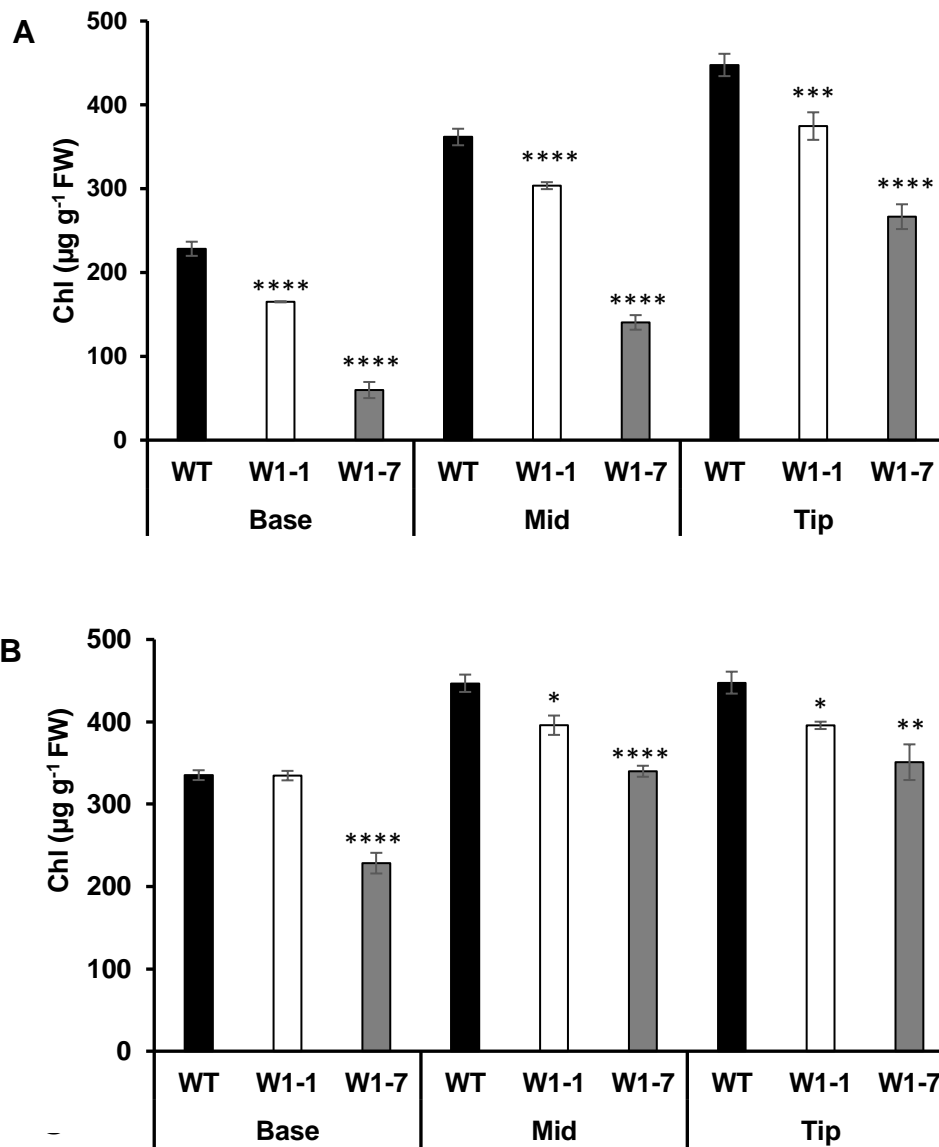 A
500
400
300
200
100
0
Chl (µg g⁻¹ FW)
****
****
****
****
***
****
WT W1-1 W1-7 WT W1-1 W1-7 WT W1-1 W1-7
Base Mid Tip
B
500
400
300
200
100
0
Chl (µg g⁻¹ FW)
****
*
****
*
**
WT W1-1 W1-7 WT W1-1 W1-7 WT W1-1 W1-7
Base Mid Tip